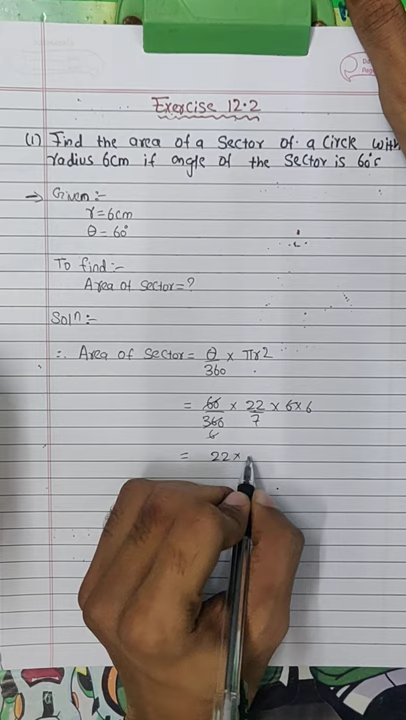 Exercise 12.2
(1) Find the area of a Sector of a Circle with
radius 6cm if angle of the Sector is 60°s
→ Given:-
r=6cm
θ=60°
To find:-
Area of sector=?
Solⁿ:-
∴ Area of Sector = θ/360 × πr2
= 60/360 × 22/7 × 6×6
6
= 22×